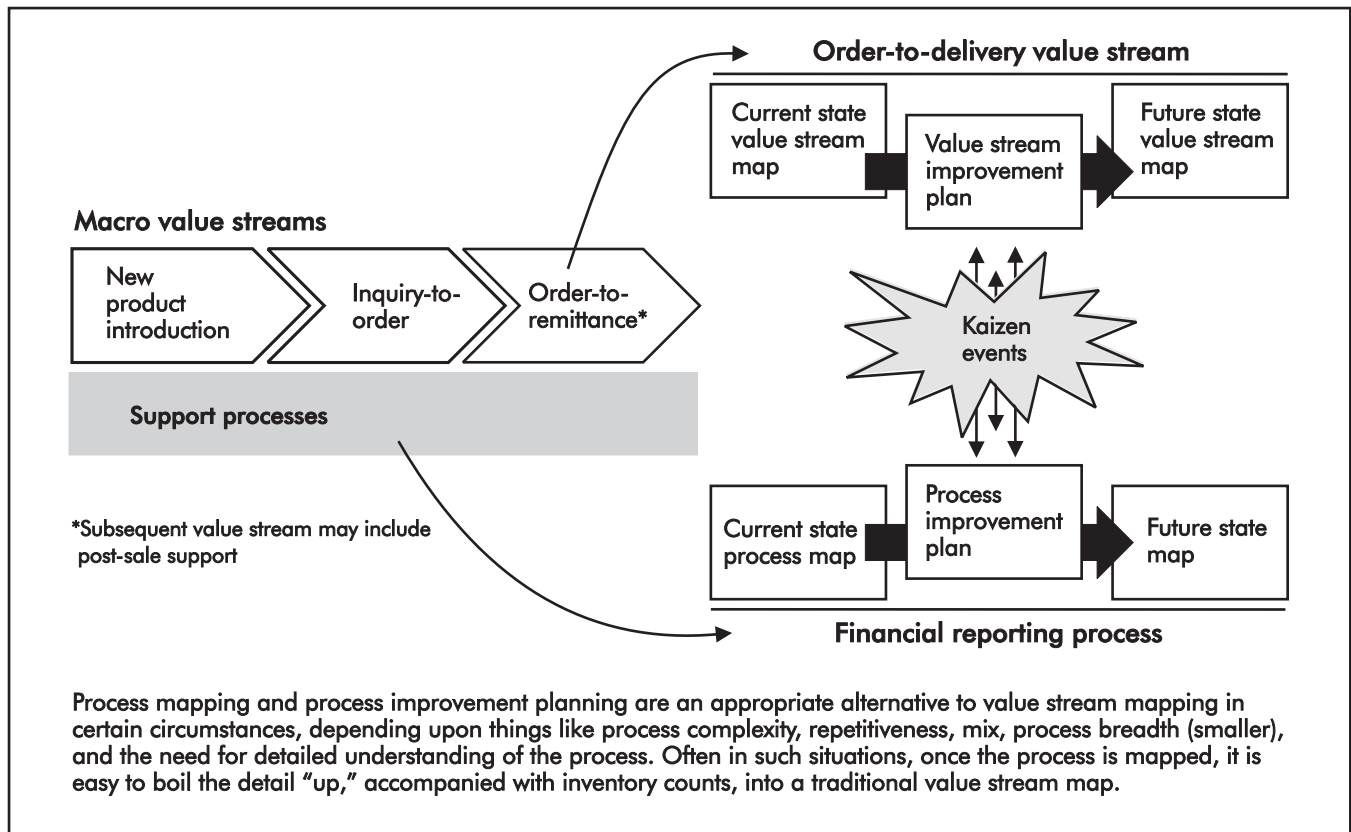 Order-to-delivery value stream
Current state
value stream
map
Value stream
improvement
plan
Future state
value stream
map
Macro value streams
New
product
introduction
Inquiry-to-
order
Order-to-
remittance*
Kaizen
events
Support processes
*Subsequent value stream may include
post-sale support
Current state
process map
Process
improvement
plan
Future state
map
Financial reporting process
Process mapping and process improvement planning are an appropriate alternative to value stream mapping in
certain circumstances, depending upon things like process complexity, repetitiveness, mix, process breadth (smaller),
and the need for detailed understanding of the process. Often in such situations, once the process is mapped, it is
easy to boil the detail “up,” accompanied with inventory counts, into a traditional value stream map.